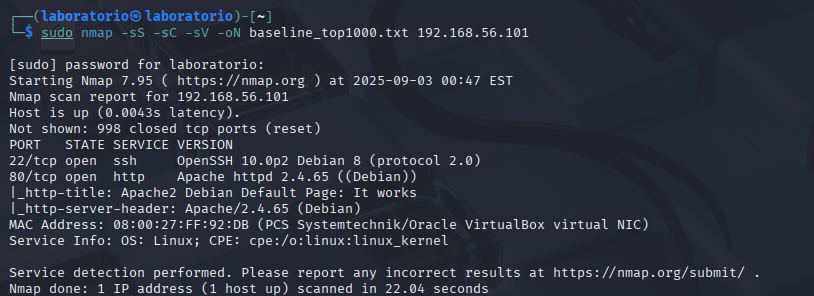 ┌──(laboratorio㉿laboratorio)-[~]
└─$ sudo nmap -sS -sC -sV -oN baseline_top1000.txt 192.168.56.101
[sudo] password for laboratorio:
Starting Nmap 7.95 ( https://nmap.org ) at 2025-09-03 00:47 EST
Nmap scan report for 192.168.56.101
Host is up (0.0043s latency).
Not shown: 998 closed tcp ports (reset)
PORT   STATE SERVICE VERSION
22/tcp open  ssh     OpenSSH 10.0p2 Debian 8 (protocol 2.0)
80/tcp open  http    Apache httpd 2.4.65 ((Debian))
|_http-title: Apache2 Debian Default Page: It works
|_http-server-header: Apache/2.4.65 (Debian)
MAC Address: 08:00:27:FF:92:DB (PCS Systemtechnik/Oracle VirtualBox virtual NIC)
Service Info: OS: Linux; CPE: cpe:/o:linux:linux_kernel
Service detection performed. Please report any incorrect results at https://nmap.org/submit/ .
Nmap done: 1 IP address (1 host up) scanned in 22.04 seconds